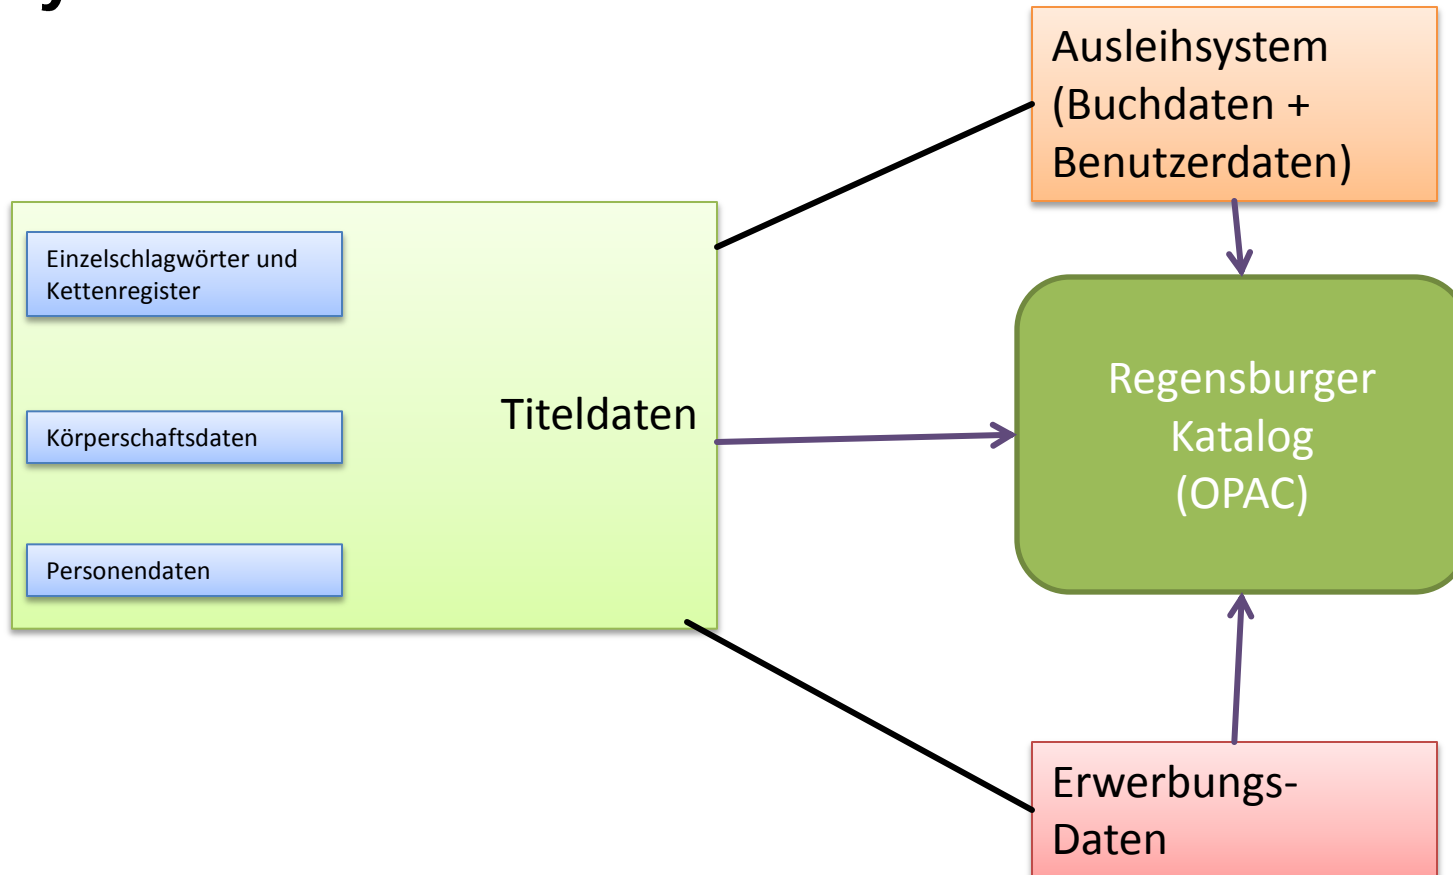 Ausleihsystem
(Buchdaten +
Benutzerdaten)
Einzelschlagwörter und
Kettenregister
Titeldaten
Körperschaftsdaten
Personendaten
Regensburger
Katalog
(OPAC)
Erwerbungs-
Daten